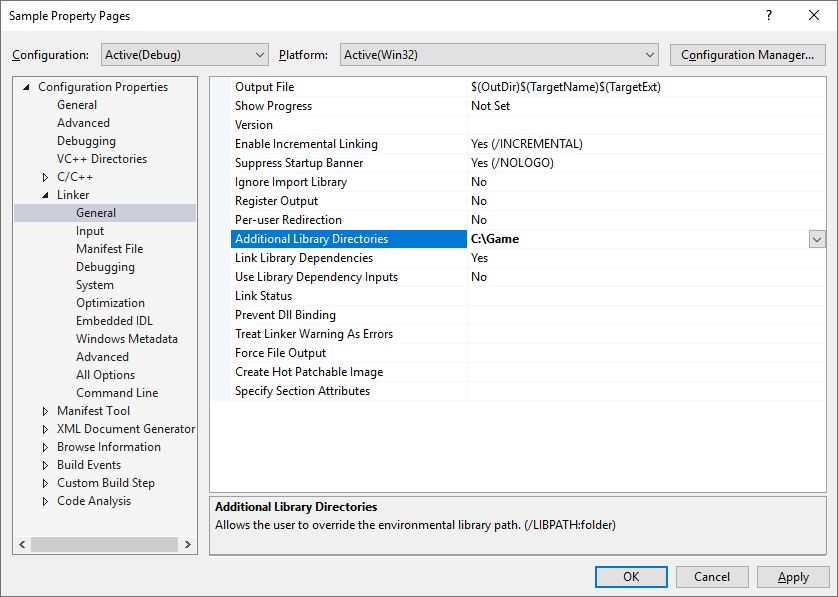 Sample Property Pages
Configuration: Active(Debug) Platform: Active(Win32) Configuration Manager...
Configuration Properties
General
Advanced
Debugging
VC++ Directories
C/C++
Linker
General
Input
Manifest File
Debugging
System
Optimization
Embedded IDL
Windows Metadata
Advanced
All Options
Command Line
Manifest Tool
XML Document Generator
Browse Information
Build Events
Custom Build Step
Code Analysis
Output File $(OutDir)$(TargetName)$(TargetExt)
Show Progress Not Set
Version
Enable Incremental Linking Yes (/INCREMENTAL)
Suppress Startup Banner Yes (/NOLOGO)
Ignore Import Library No
Register Output No
Per-user Redirection No
Additional Library Directories C:\Game
Link Library Dependencies Yes
Use Library Dependency Inputs No
Link Status
Prevent Dll Binding
Treat Linker Warning As Errors
Force File Output
Create Hot Patchable Image
Specify Section Attributes
Additional Library Directories
Allows the user to override the environmental library path. (/LIBPATH:folder)
OK Cancel Apply